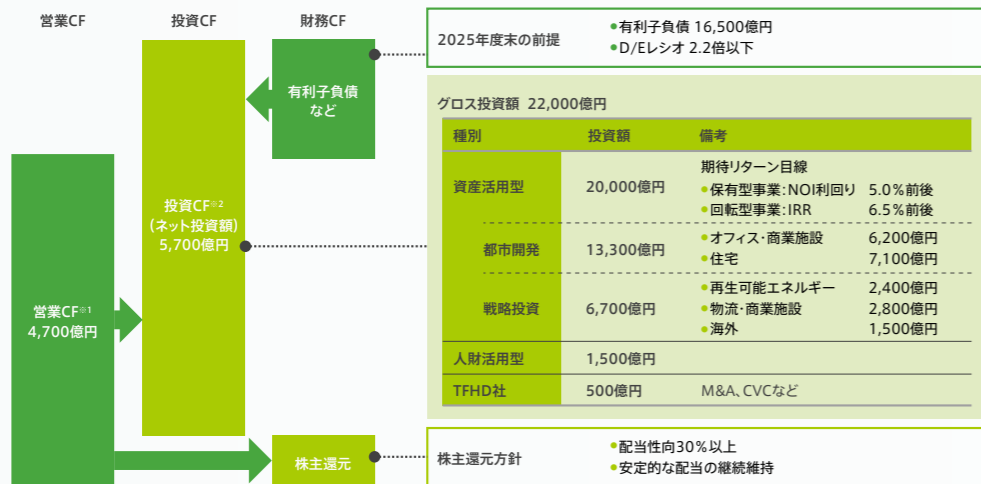 営業CF
投資CF
財務CF
有利子負債
など
投資CF※2
(ネット投資額)
5,700億円
営業CF※1
4,700億円
株主還元
2025年度末の前提
●有利子負債 16,500億円
●D/Eレシオ 2.2倍以下
グロス投資額 22,000億円
種別 投資額 備考
期待リターン目線
資産活用型 20,000億円
●保有型事業:NOI利回り 5.0%前後
●回転型事業:IRR 6.5%前後
都市開発 13,300億円
●オフィス・商業施設 6,200億円
●住宅 7,100億円
戦略投資 6,700億円
●再生可能エネルギー 2,400億円
●物流・商業施設 2,800億円
●海外 1,500億円
人財活用型 1,500億円
TFHD社 500億円 M&A、CVCなど
株主還元方針
●配当性向30%以上
●安定的な配当の継続維持